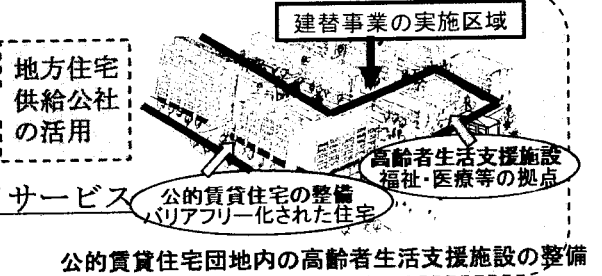 建替事業の実施区域
地方住宅
供給公社
の活用
高齢者生活支援施設
福祉・医療等の拠点
サービス
公的賃貸住宅の整備
バリアフリー化された住宅
公的賃貸住宅団地内の高齢者生活支援施設の整備